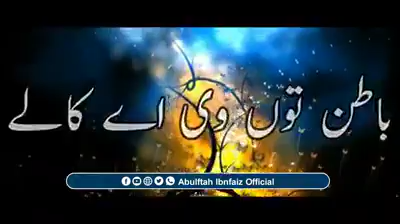 باطن توں وی اے کالے
Abulftah Ibnfaiz Official